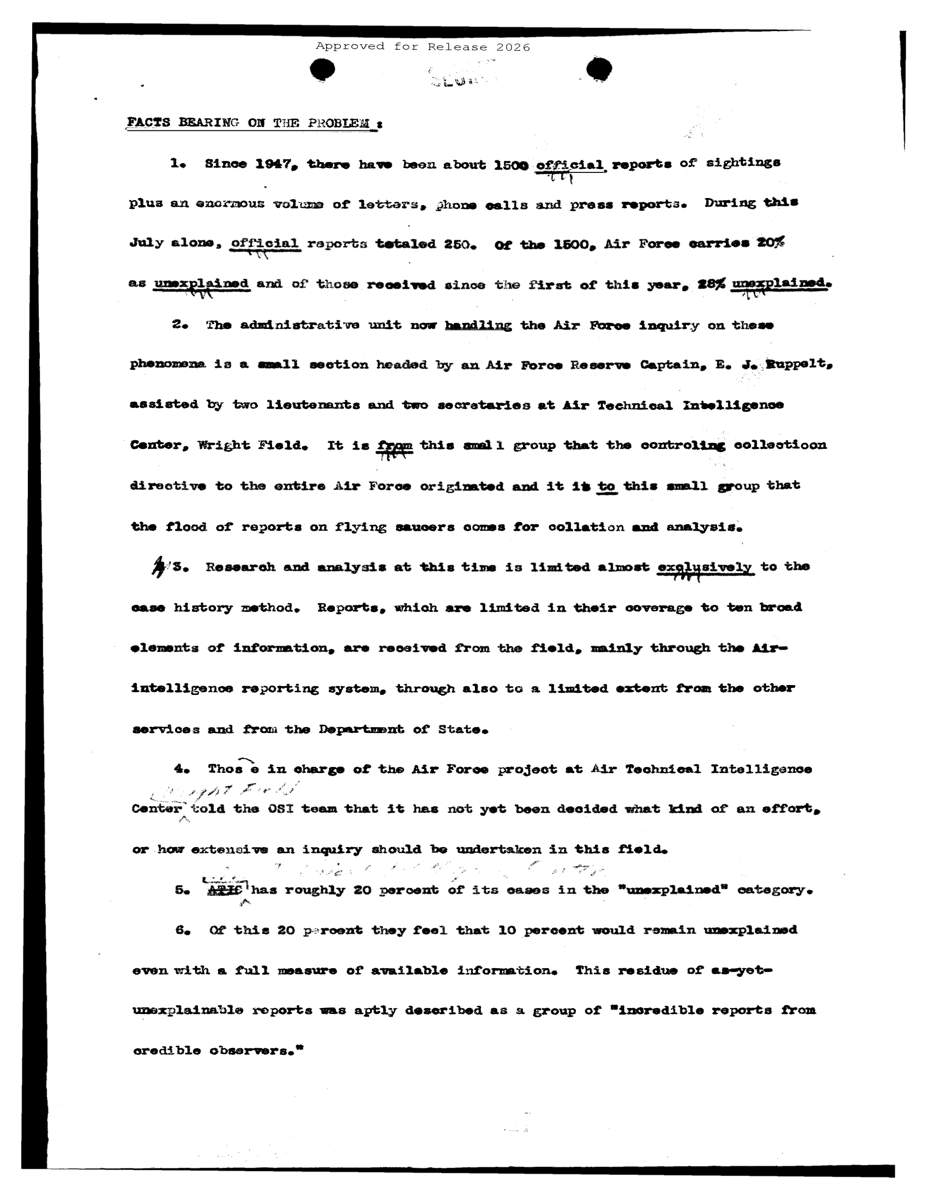 Approved for Release 2026
FACTS BEARING ON THE PROBLEM :
1. Since 1947, there have been about 1500 official reports of sightings
plus an enormous volume of letters, phone calls and press reports. During this
July alone, official reports totaled 250. Of the 1500, Air Force carries 20%
as unexplained and of those received since the first of this year, 28% unexplained.
2. The administrative unit now handling the Air Force inquiry on these
phenomena is a small section headed by an Air Force Reserve Captain, E. J. Ruppelt,
assisted by two lieutenants and two secretaries at Air Technical Intelligence
Center, Wright Field. It is from this small group that the controling collectioon
directive to the entire Air Force originated and it is to this small group that
the flood of reports on flying saucers comes for collation and analysis.
3. Research and analysis at this time is limited almost exclusively to the
case history method. Reports, which are limited in their coverage to ten broad
elements of information, are received from the field, mainly through the Air-
intelligence reporting system, through also to a limited extent from the other
services and from the Department of State.
4. Thos e in charge of the Air Force project at Air Technical Intelligence
Wright Field
Center told the OSI team that it has not yet been decided what kind of an effort,
or how extensive an inquiry should be undertaken in this field.
5. ATIC has roughly 20 percent of its cases in the "unexplained" category.
6. Of this 20 percent they feel that 10 percent would remain unexplained
even with a full measure of available information. This residue of as-yet-
unexplainable reports was aptly described as a group of "incredible reports from
credible observers."